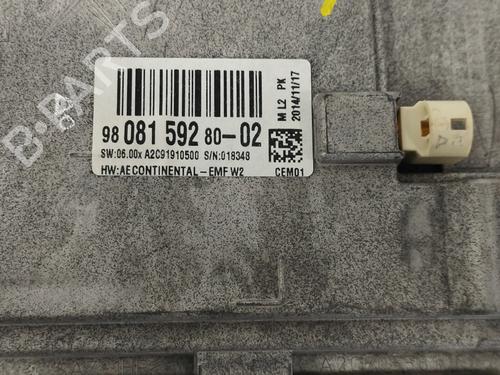 B-Parts
M L2 PK
2014/11/17
98 081 592 80-02
SW:06.00x A2C91910500 S/N:018348
HW:AE CONTINENTAL-EMF W2 CEM01